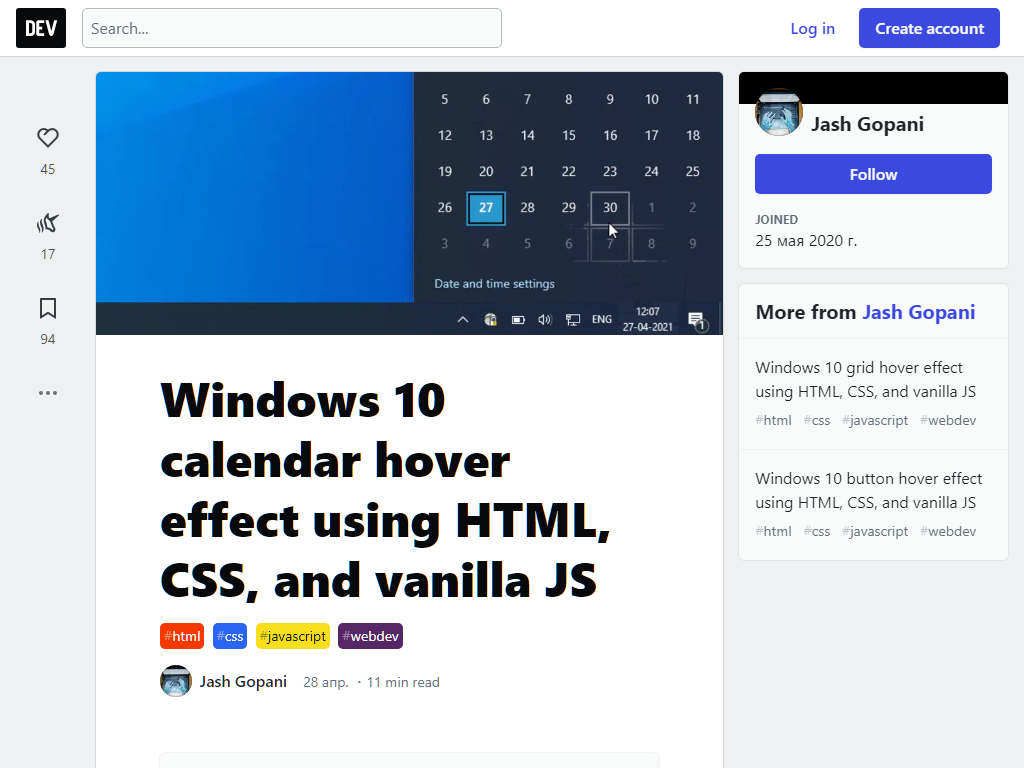 DEV
Search...
Log in
Create account
45
17
94
5 6 7 8 9 10 11
12 13 14 15 16 17 18
19 20 21 22 23 24 25
26 27 28 29 30 1 2
3 4 5 6 7 8 9
Date and time settings
ENG
12:07
27-04-2021
1
Windows 10
calendar hover
effect using HTML,
CSS, and vanilla JS
#html #css #javascript #webdev
Jash Gopani 28 апр. · 11 min read
Jash Gopani
Follow
JOINED
25 мая 2020 г.
More from Jash Gopani
Windows 10 grid hover effect
using HTML, CSS, and vanilla JS
#html #css #javascript #webdev
Windows 10 button hover effect
using HTML, CSS, and vanilla JS
#html #css #javascript #webdev